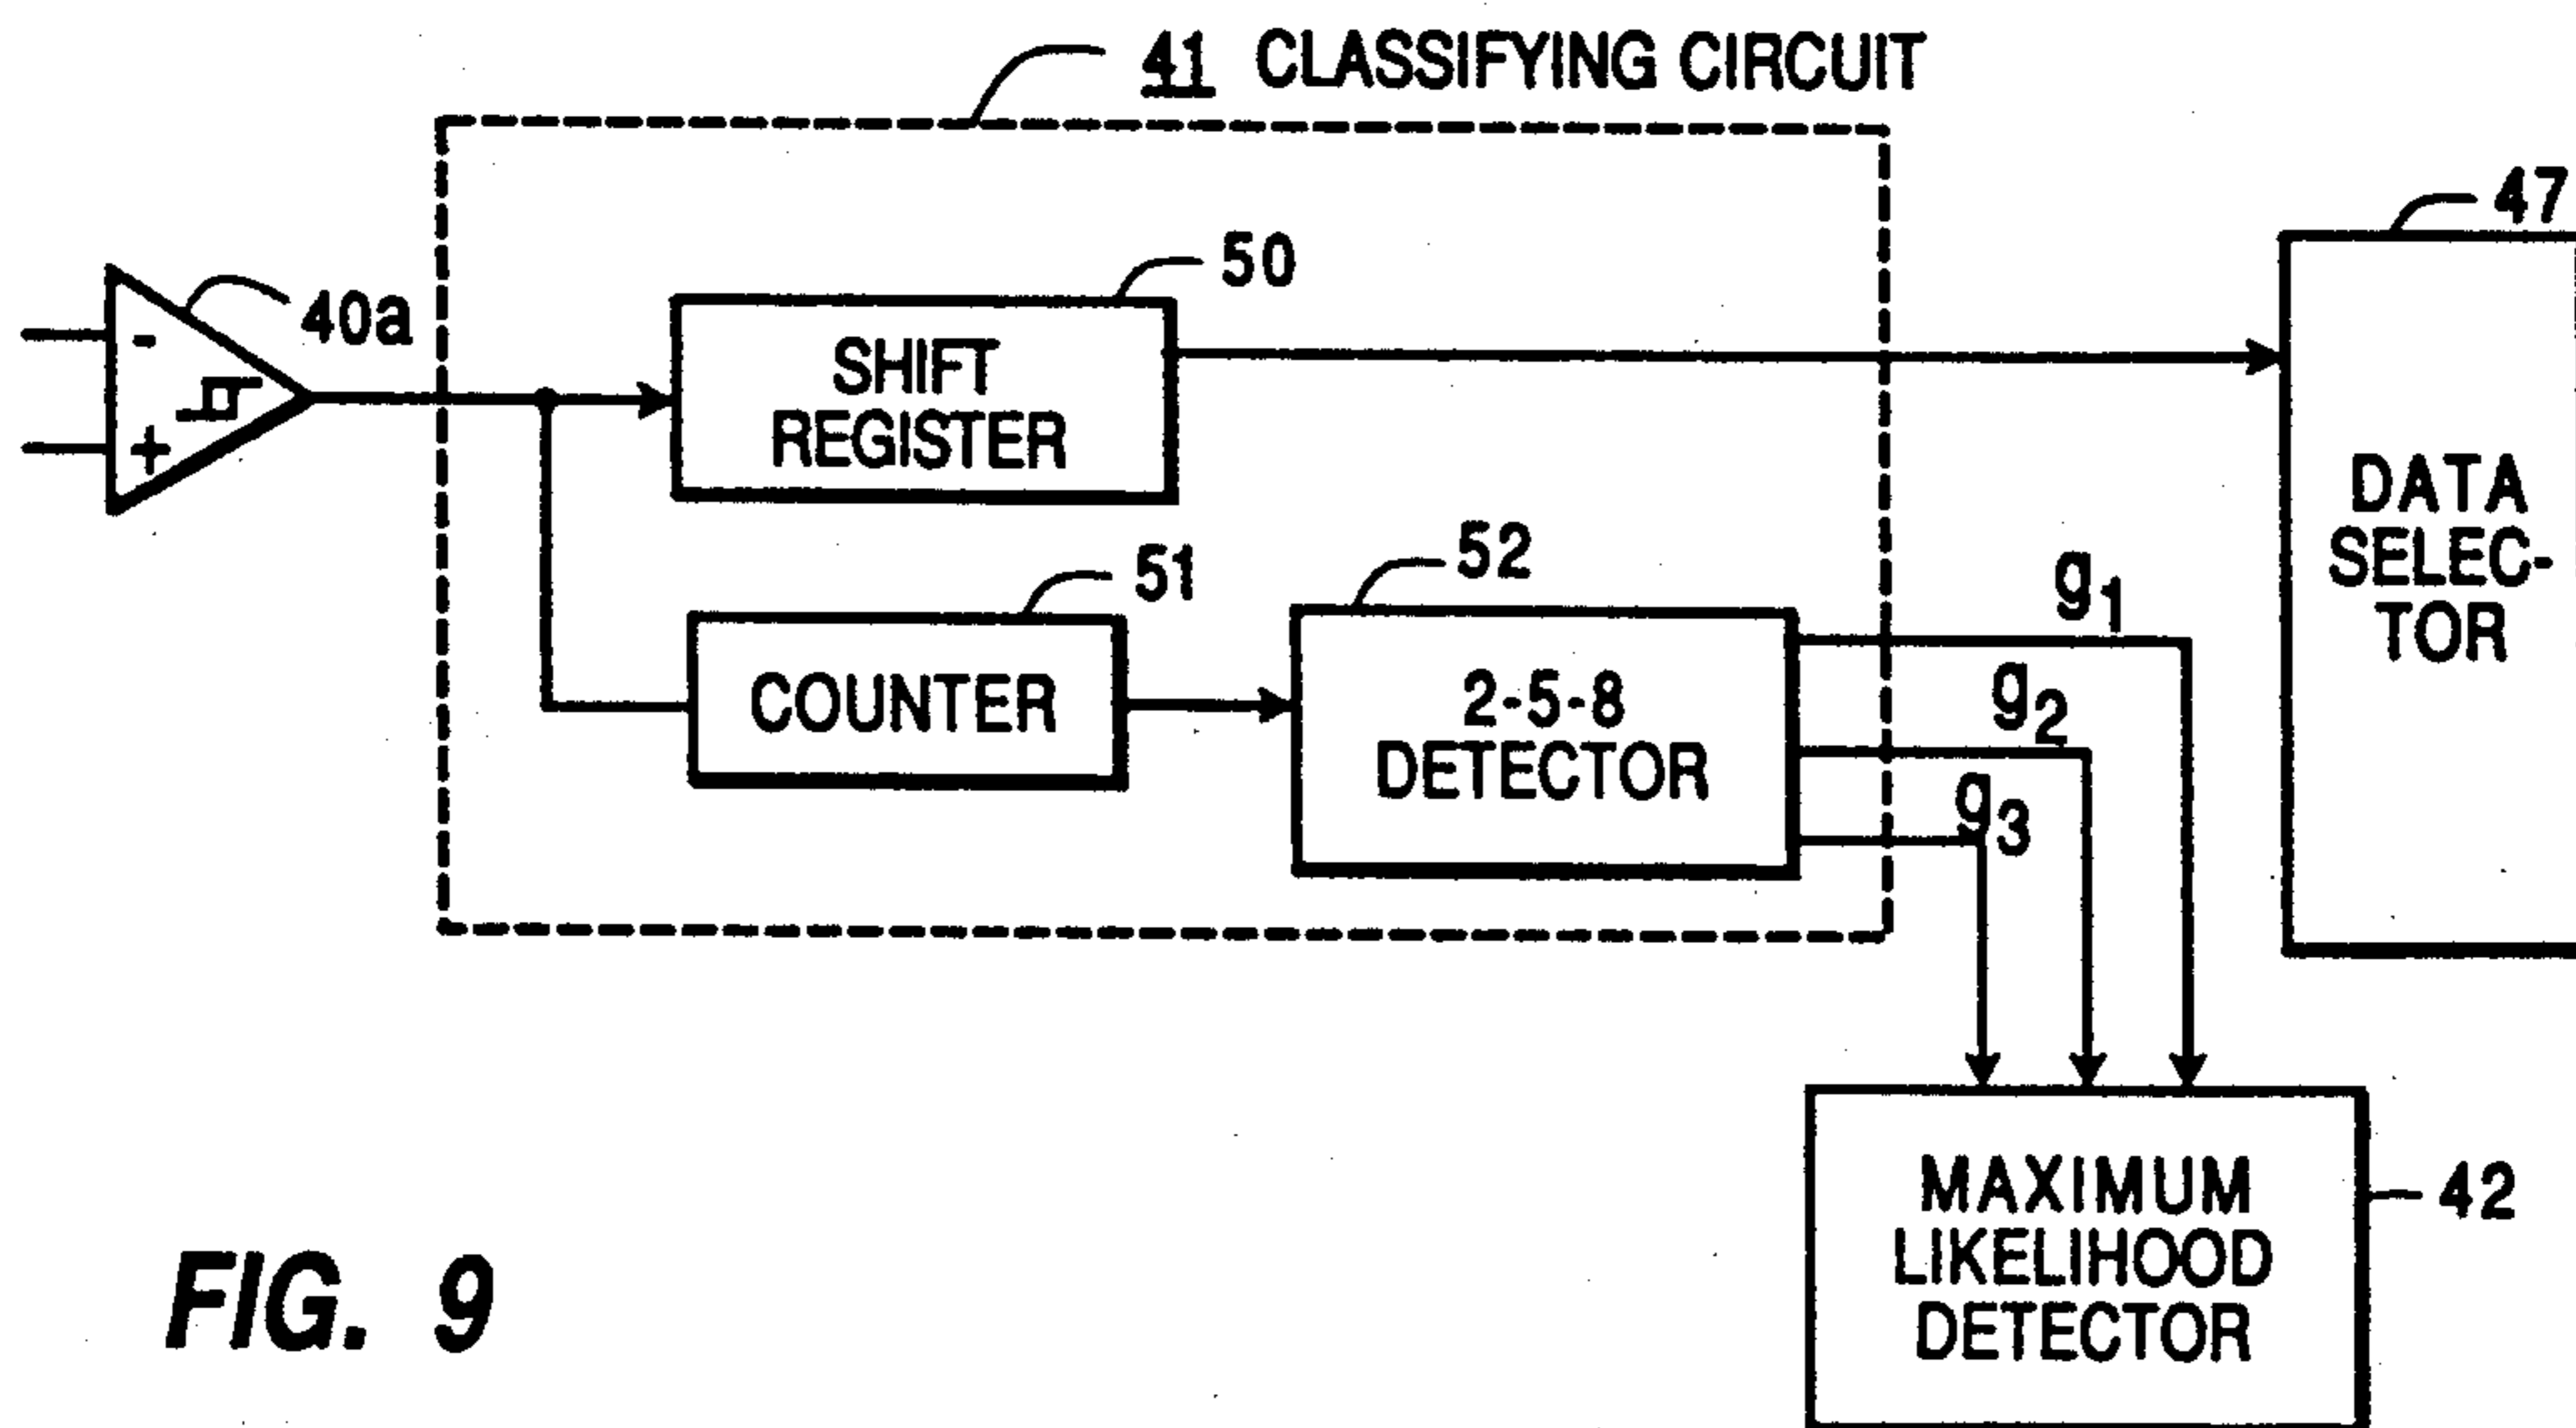 41 CLASSIFYING CIRCUIT
47
50
40a
-
+
SHIFT
REGISTER
DATA
SELEC-
TOR
51
52
g1
COUNTER
2-5-8
DETECTOR
g2
g3
MAXIMUM
LIKELIHOOD
DETECTOR
42
FIG. 9